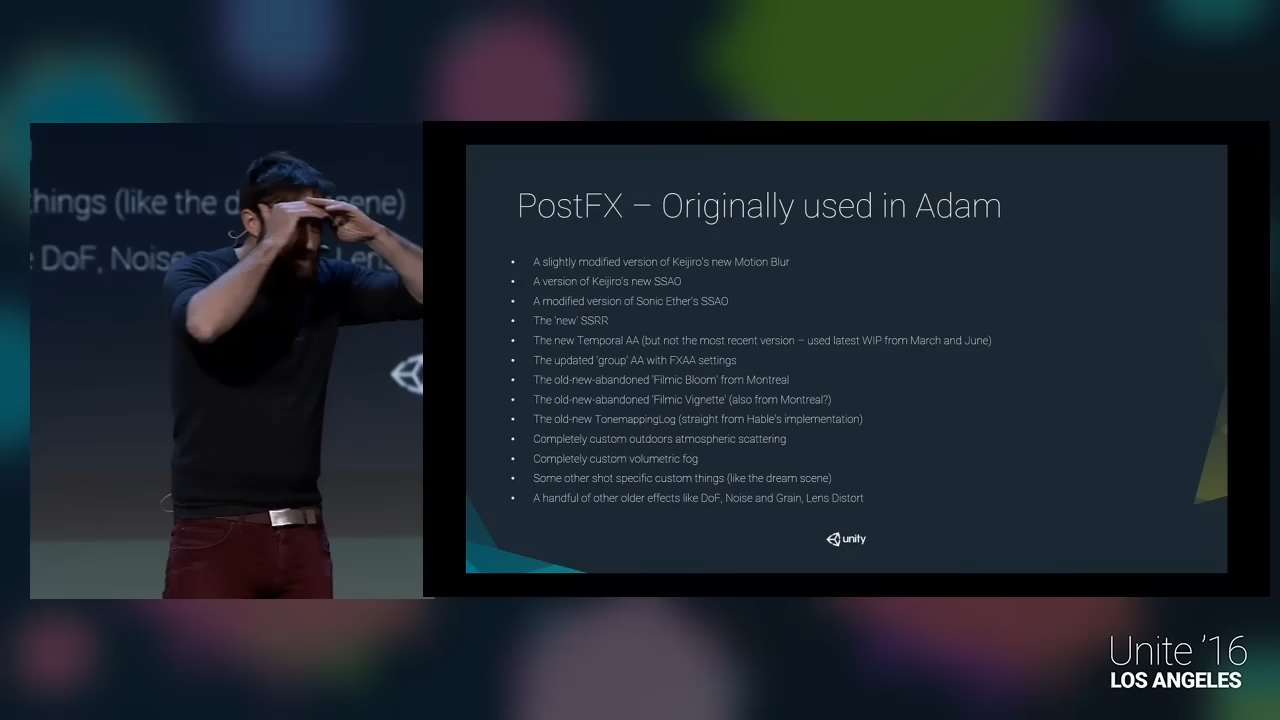 things (like the d ene)
DoF, Noise Lens
PostFX – Originally used in Adam
• A slightly modified version of Keijiro's new Motion Blur
• A version of Keijiro's new SSAO
• A modified version of Sonic Ether's SSAO
• The 'new' SSRR
• The new Temporal AA (but not the most recent version – used latest WIP from March and June)
• The updated 'group' AA with FXAA settings
• The old-new-abandoned 'Filmic Bloom' from Montreal
• The old-new-abandoned 'Filmic Vignette' (also from Montreal?)
• The old-new TonemappingLog (straight from Hable's implementation)
• Completely custom outdoors atmospheric scattering
• Completely custom volumetric fog
• Some other shot specific custom things (like the dream scene)
• A handful of other older effects like DoF, Noise and Grain, Lens Distort
unity
Unite '16
LOS ANGELES